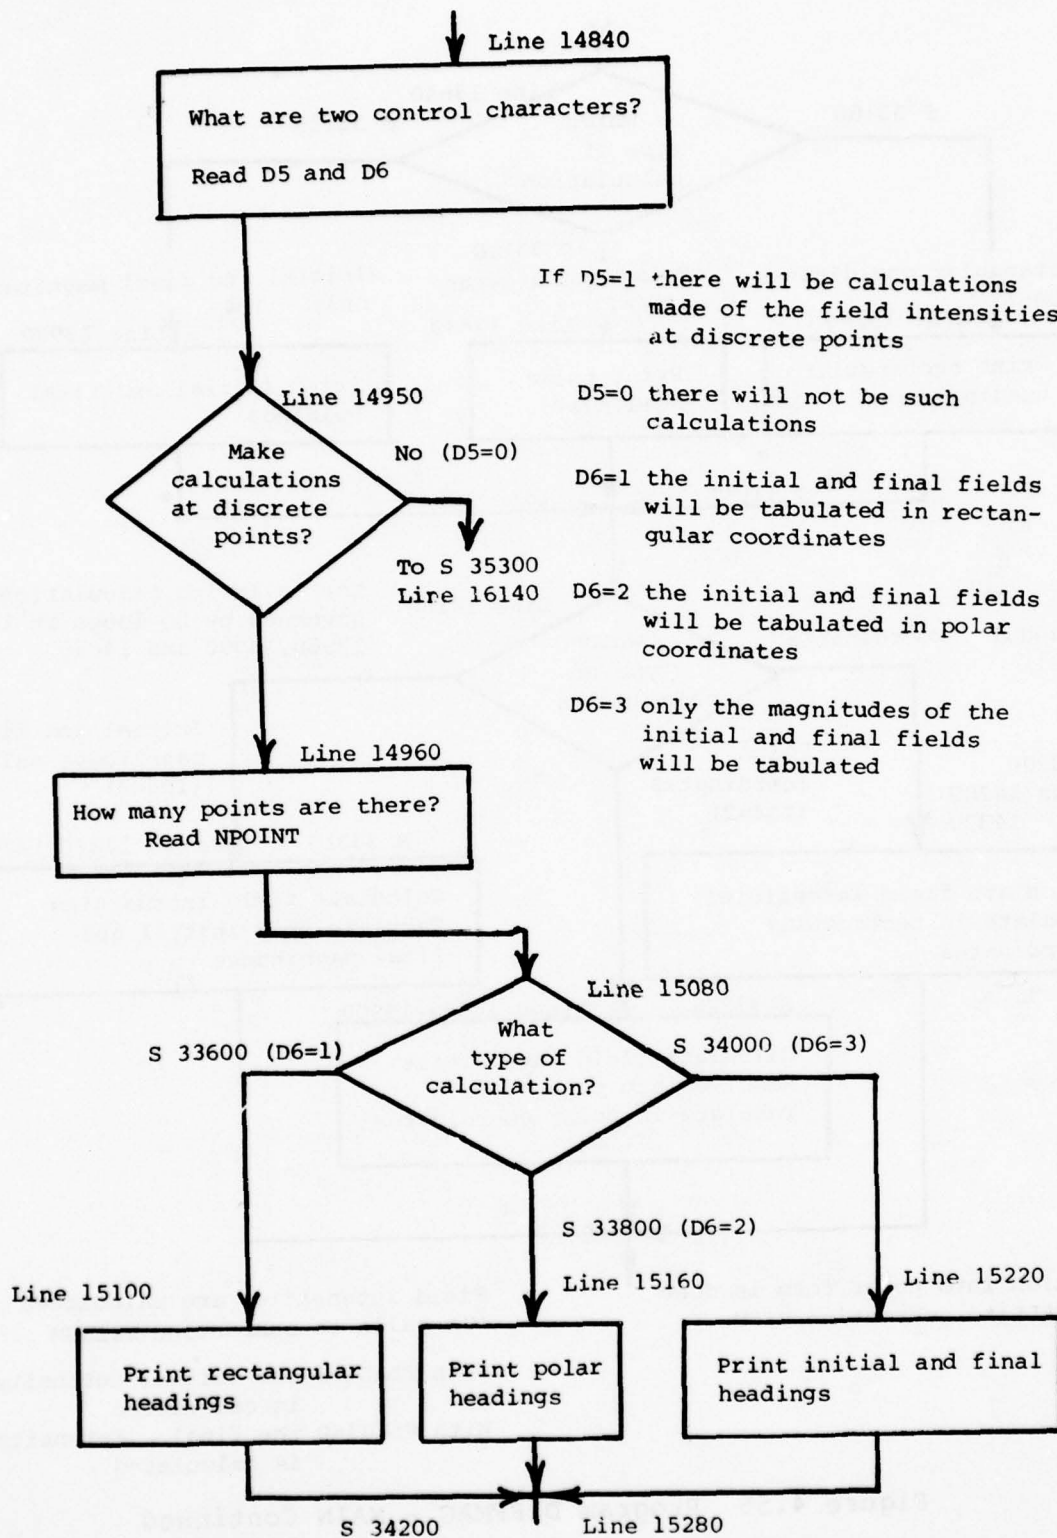 Line 14840
What are two control characters?
Read D5 and D6
If D5=1 there will be calculations
made of the field intensities
at discrete points
D5=0 there will not be such
calculations
D6=1 the initial and final fields
will be tabulated in rectan-
gular coordinates
D6=2 the initial and final fields
will be tabulated in polar
coordinates
D6=3 only the magnitudes of the
initial and final fields
will be tabulated
Line 14950
Make
calculations
at discrete
points?
No (D5=0)
To S 35300
Line 16140
Line 14960
How many points are there?
Read NPOINT
Line 15080
What
type of
calculation?
S 33600 (D6=1)
S 34000 (D6=3)
S 33800 (D6=2)
Line 15100
Line 15160
Line 15220
Print rectangular
headings
Print polar
headings
Print initial and final
headings
S 34200
Line 15280